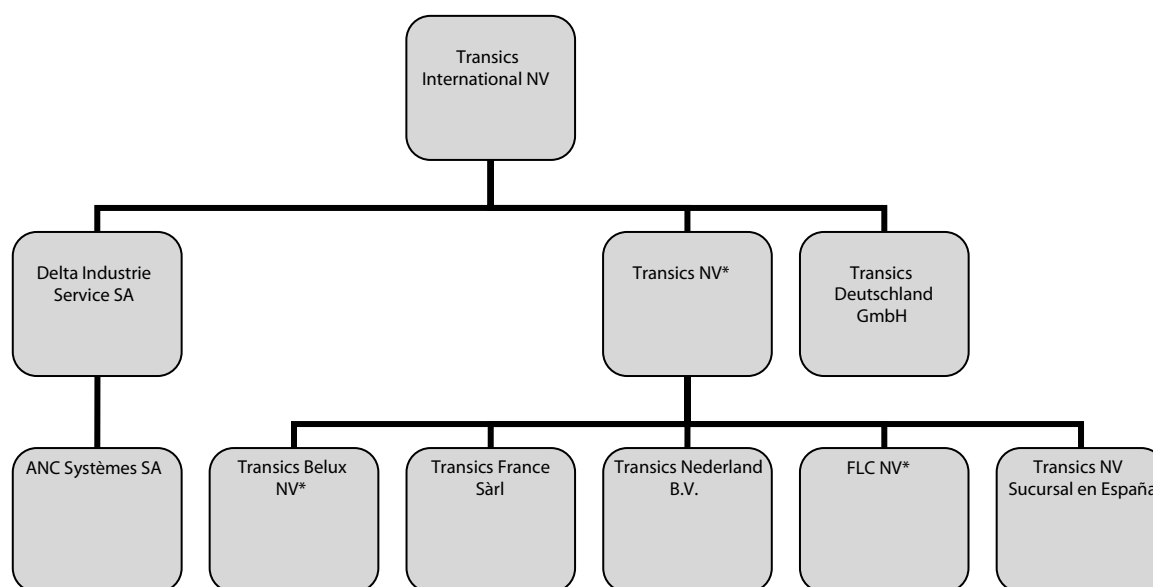 Transics
International NV
Delta Industrie
Service SA
Transics NV*
Transics
Deutschland
GmbH
ANC Systèmes SA
Transics Belux
NV*
Transics France
Sàrl
Transics Nederland
B.V.
FLC NV*
Transics NV
Sucursal en España